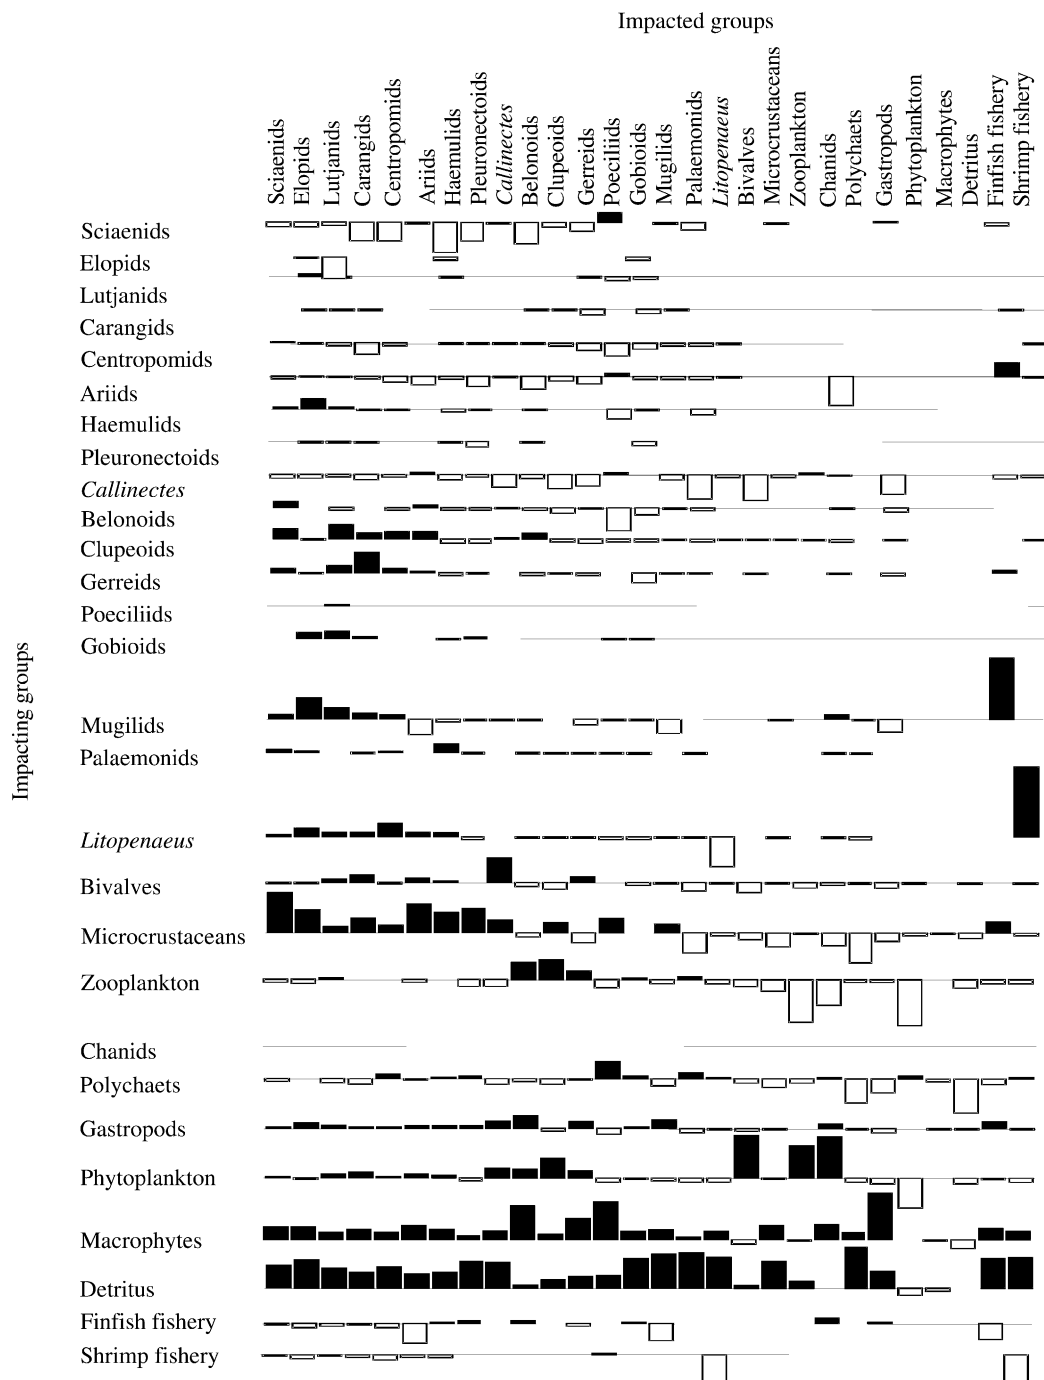 Impacted groups
Sciaenids
Elopids
Lutjanids
Carangids
Centropomids
Ariids
Haemulids
Pleuronectoids
Callinectes
Belonoids
Clupeoids
Gerreids
Poeciliids
Gobioids
Mugilids
Palaemonids
Litopenaeus
Bivalves
Microcrustaceans
Zooplankton
Chanids
Polychaets
Gastropods
Phytoplankton
Macrophytes
Detritus
Finfish fishery
Shrimp fishery
Impacting groups
Sciaenids
Elopids
Lutjanids
Carangids
Centropomids
Ariids
Haemulids
Pleuronectoids
Callinectes
Belonoids
Clupeoids
Gerreids
Poeciliids
Gobioids
Mugilids
Palaemonids
Litopenaeus
Bivalves
Microcrustaceans
Zooplankton
Chanids
Polychaets
Gastropods
Phytoplankton
Macrophytes
Detritus
Finfish fishery
Shrimp fishery